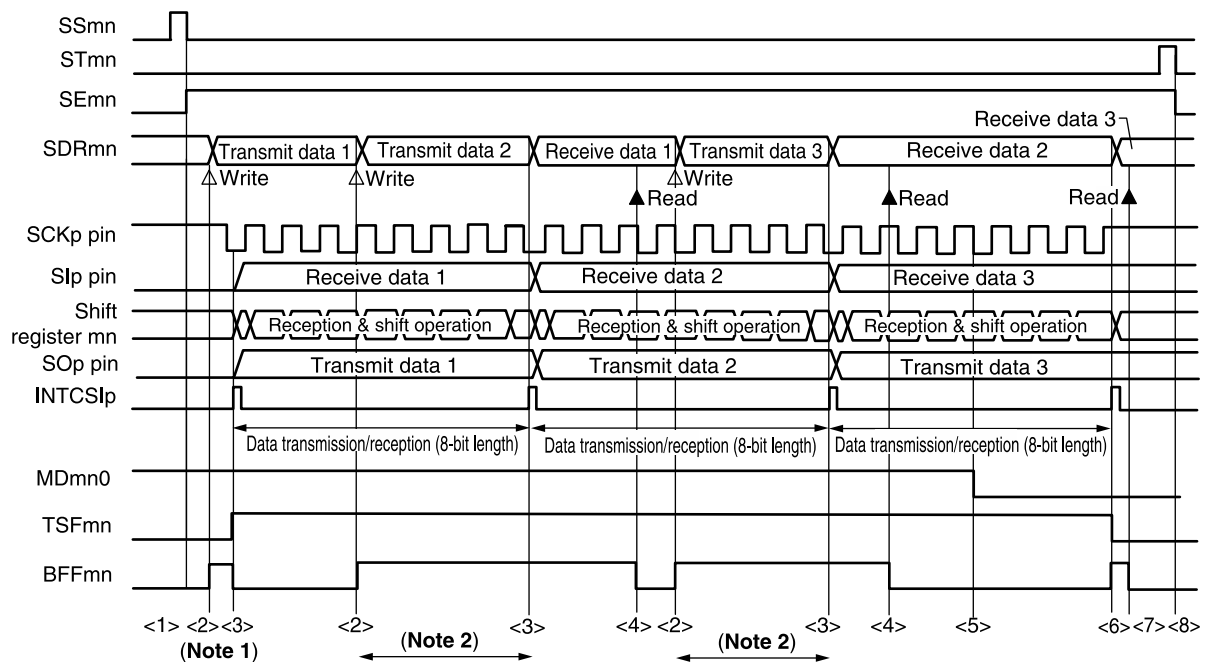 SSmn
STmn
SEmn
Receive data 3
SDRmn
Transmit data 1
Transmit data 2
Receive data 1
Transmit data 3
Receive data 2
Write
Write
Write
Read
Read
Read
SCKp pin
SIp pin
Receive data 1
Receive data 2
Receive data 3
Shift
register mn
Reception & shift operation
Reception & shift operation
Reception & shift operation
SOp pin
Transmit data 1
Transmit data 2
Transmit data 3
INTCSIp
Data transmission/reception (8-bit length)
Data transmission/reception (8-bit length)
Data transmission/reception (8-bit length)
MDmn0
TSFmn
BFFmn
<1> <2> <3> <2> <3> <4> <2> <3> <4> <5> <6> <7> <8>
(Note 1)
(Note 2)
(Note 2)